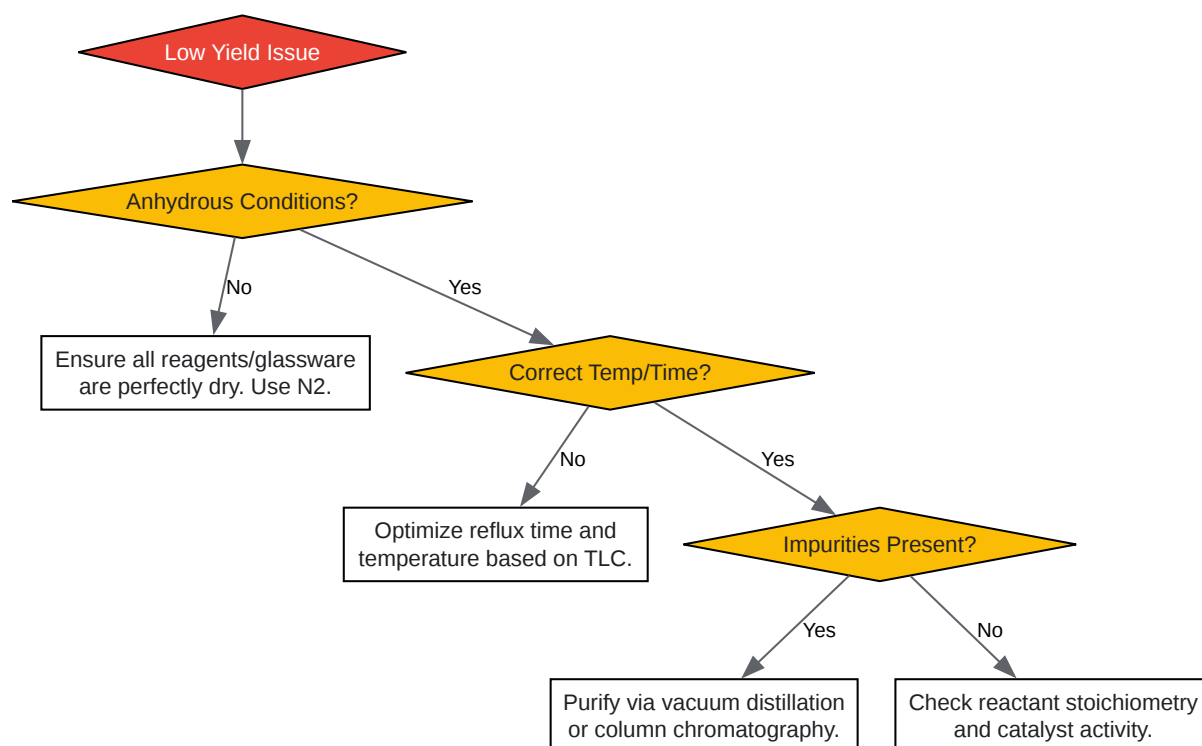 Low Yield Issue
Anhydrous Conditions?
No
Yes
Ensure all reagents/glassware
are perfectly dry. Use N2.
Correct Temp/Time?
No
Yes
Optimize reflux time and
temperature based on TLC.
Impurities Present?
Yes
No
Purify via vacuum distillation
or column chromatography.
Check reactant stoichiometry
and catalyst activity.